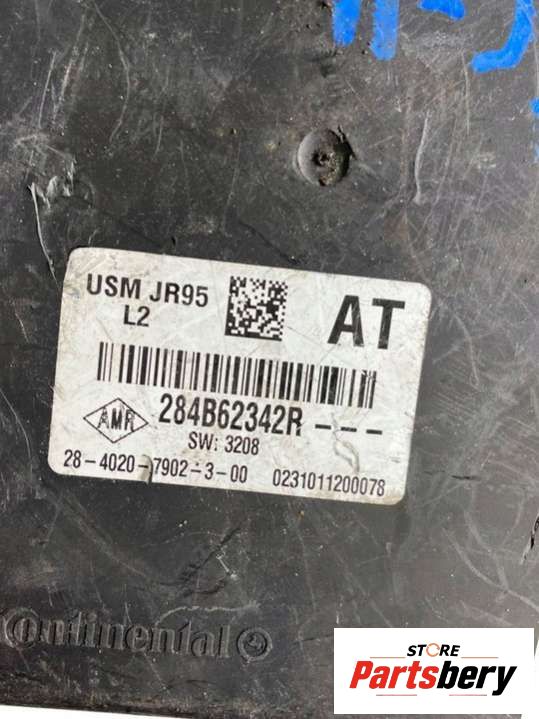 USM JR95
L2
AT
284B62342R---
AMR
SW: 3208
28-4020-7902-3-00 0231011200078
Continental
STORE
Partsbery